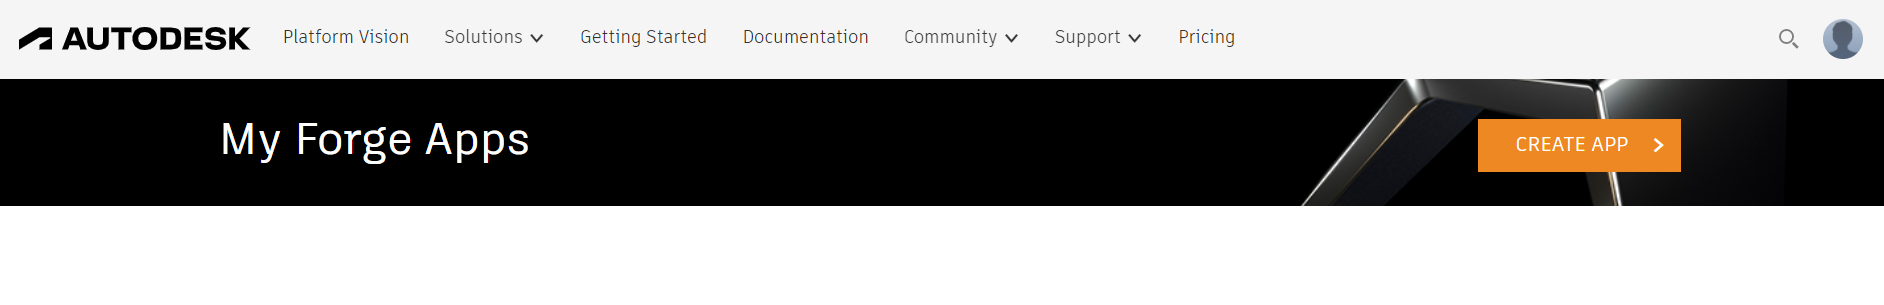 AUTODESK Platform Vision Solutions Getting Started Documentation Community Support Pricing
My Forge Apps
CREATE APP